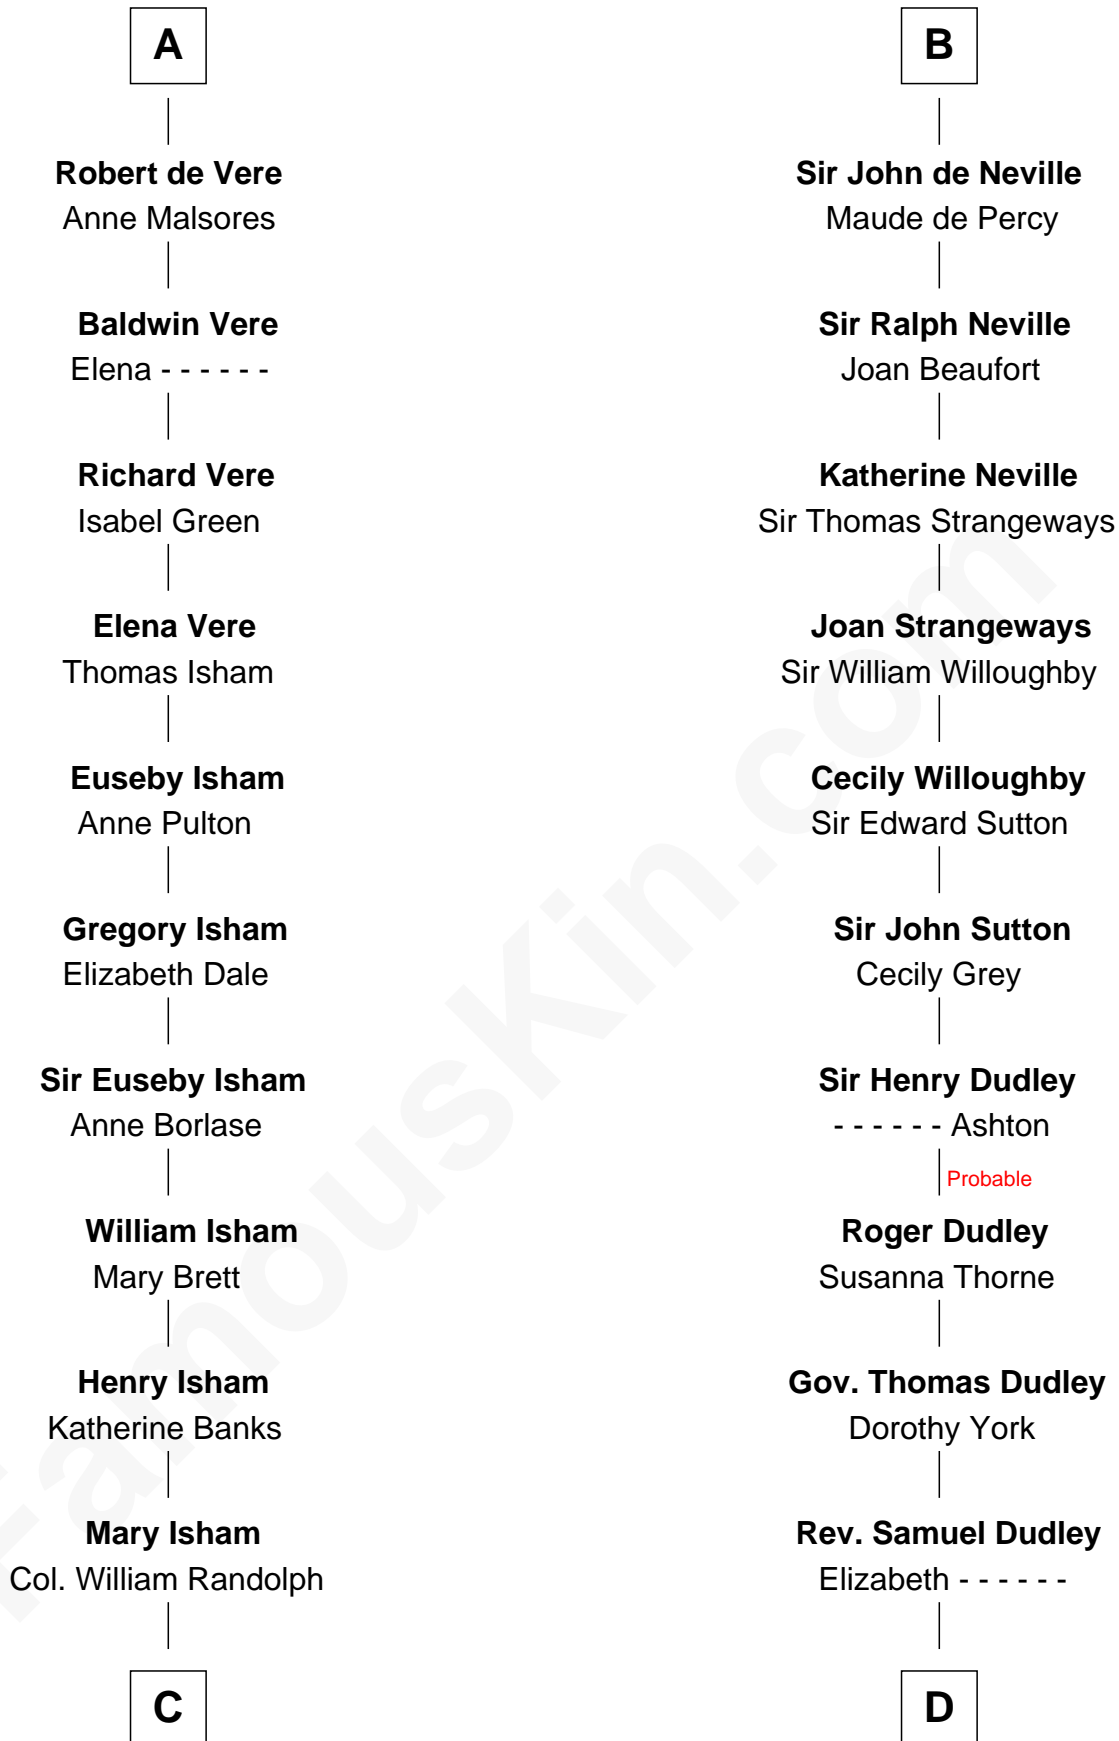 A
Robert de Vere
Anne Malsores
Baldwin Vere
Elena - - - - - -
Richard Vere
Isabel Green
Elena Vere
Thomas Isham
Euseby Isham
Anne Pulton
Gregory Isham
Elizabeth Dale
Sir Euseby Isham
Anne Borlase
William Isham
Mary Brett
Henry Isham
Katherine Banks
Mary Isham
Col. William Randolph
C
B
Sir John de Neville
Maude de Percy
Sir Ralph Neville
Joan Beaufort
Katherine Neville
Sir Thomas Strangeways
Joan Strangeways
Sir William Willoughby
Cecily Willoughby
Sir Edward Sutton
Sir John Sutton
Cecily Grey
Sir Henry Dudley
- - - - - - Ashton
Probable
Roger Dudley
Susanna Thorne
Gov. Thomas Dudley
Dorothy York
Rev. Samuel Dudley
Elizabeth - - - - - -
D
FamousKin.com